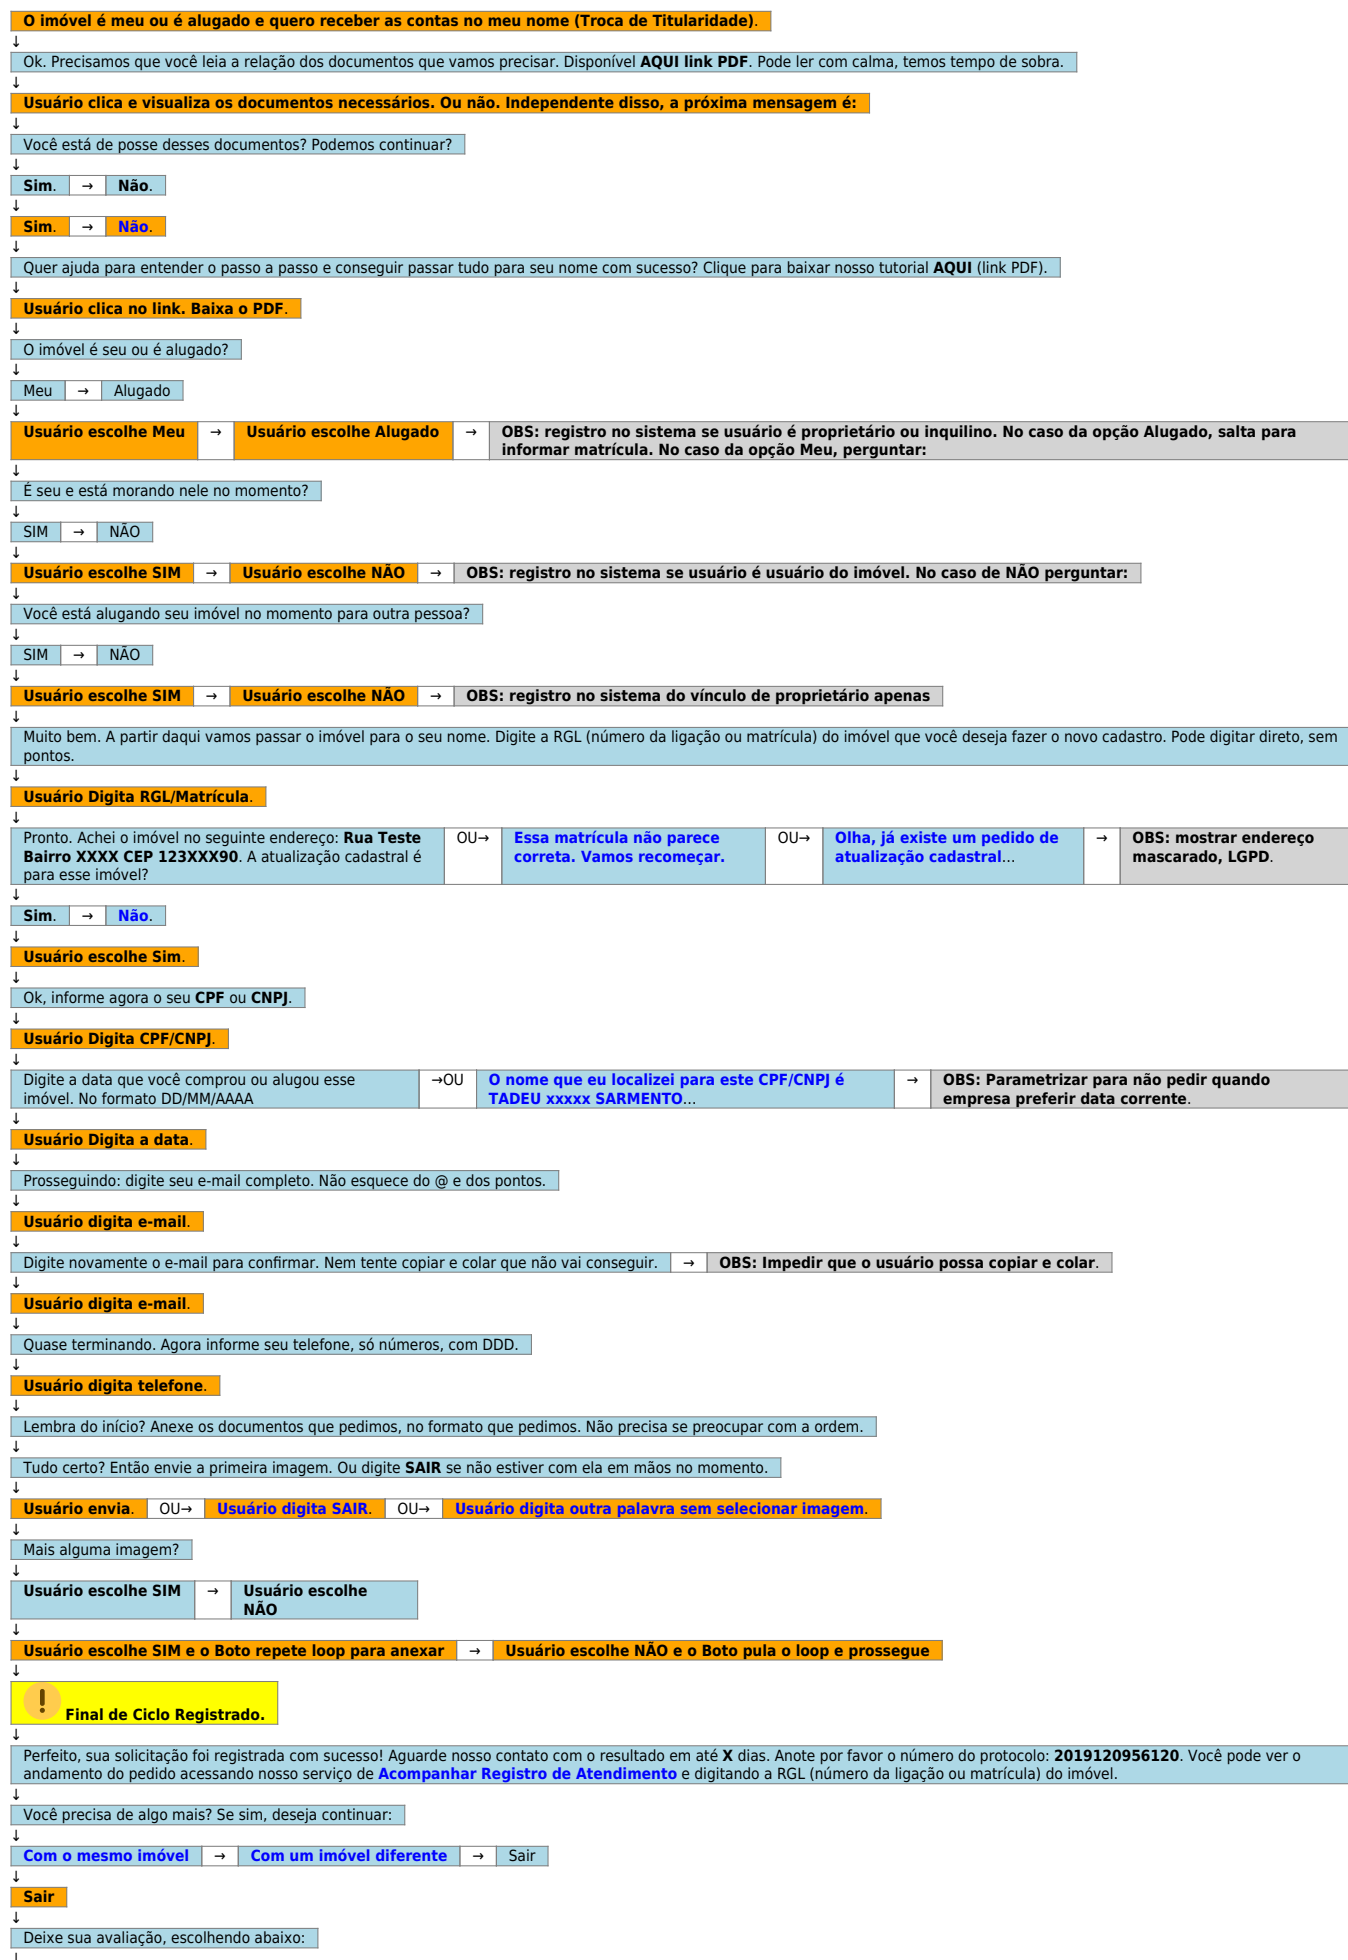 O imóvel é meu ou é alugado e quero receber as contas no meu nome (Troca de Titularidade).
↓
Ok. Precisamos que você leia a relação dos documentos que vamos precisar. Disponível AQUI link PDF. Pode ler com calma, temos tempo de sobra.
↓
Usuário clica e visualiza os documentos necessários. Ou não. Independente disso, a próxima mensagem é:
↓
Você está de posse desses documentos? Podemos continuar?
↓
Sim. → Não.
↓
Sim. → Não.
↓
Quer ajuda para entender o passo a passo e conseguir passar tudo para seu nome com sucesso? Clique para baixar nosso tutorial AQUI (link PDF).
↓
Usuário clica no link. Baixa o PDF.
↓
O imóvel é seu ou é alugado?
↓
Meu → Alugado
↓
Usuário escolhe Meu → Usuário escolhe Alugado → OBS: registro no sistema se usuário é proprietário ou inquilino. No caso da opção Alugado, salta para
informar matrícula. No caso da opção Meu, perguntar:
↓
É seu e está morando nele no momento?
↓
SIM → NÃO
↓
Usuário escolhe SIM → Usuário escolhe NÃO → OBS: registro no sistema se usuário é usuário do imóvel. No caso de NÃO perguntar:
↓
Você está alugando seu imóvel no momento para outra pessoa?
↓
SIM → NÃO
↓
Usuário escolhe SIM → Usuário escolhe NÃO → OBS: registro no sistema do vínculo de proprietário apenas
↓
Muito bem. A partir daqui vamos passar o imóvel para o seu nome. Digite a RGL (número da ligação ou matrícula) do imóvel que você deseja fazer o novo cadastro. Pode digitar direto, sem
pontos.
↓
Usuário Digita RGL/Matrícula.
↓
Pronto. Achei o imóvel no seguinte endereço: Rua Teste
Bairro XXXX CEP 123XXX90. A atualização cadastral é
para esse imóvel?
OU→
Essa matrícula não parece
correta. Vamos recomeçar.
OU→
Olha, já existe um pedido de
atualização cadastral...
→
OBS: mostrar endereço
mascarado, LGPD.
↓
Sim. → Não.
↓
Usuário escolhe Sim.
↓
Ok, informe agora o seu CPF ou CNPJ.
↓
Usuário Digita CPF/CNPJ.
↓
Digite a data que você comprou ou alugou esse
imóvel. No formato DD/MM/AAAA
→OU
O nome que eu localizei para este CPF/CNPJ é
TADEU xxxxx SARMENTO...
→
OBS: Parametrizar para não pedir quando
empresa preferir data corrente.
↓
Usuário Digita a data.
↓
Prosseguindo: digite seu e-mail completo. Não esquece do @ e dos pontos.
↓
Usuário digita e-mail.
↓
Digite novamente o e-mail para confirmar. Nem tente copiar e colar que não vai conseguir. → OBS: Impedir que o usuário possa copiar e colar.
↓
Usuário digita e-mail.
↓
Quase terminando. Agora informe seu telefone, só números, com DDD.
↓
Usuário digita telefone.
↓
Lembra do início? Anexe os documentos que pedimos, no formato que pedimos. Não precisa se preocupar com a ordem.
↓
Tudo certo? Então envie a primeira imagem. Ou digite SAIR se não estiver com ela em mãos no momento.
↓
Usuário envia. OU→ Usuário digita SAIR. OU→ Usuário digita outra palavra sem selecionar imagem.
↓
Mais alguma imagem?
↓
Usuário escolhe SIM → Usuário escolhe
NÃO
↓
Usuário escolhe SIM e o Boto repete loop para anexar → Usuário escolhe NÃO e o Boto pula o loop e prossegue
↓
! Final de Ciclo Registrado.
↓
Perfeito, sua solicitação foi registrada com sucesso! Aguarde nosso contato com o resultado em até X dias. Anote por favor o número do protocolo: 2019120956120. Você pode ver o
andamento do pedido acessando nosso serviço de Acompanhar Registro de Atendimento e digitando a RGL (número da ligação ou matrícula) do imóvel.
↓
Você precisa de algo mais? Se sim, deseja continuar:
↓
Com o mesmo imóvel → Com um imóvel diferente → Sair
↓
Sair
↓
Deixe sua avaliação, escolhendo abaixo:
↓